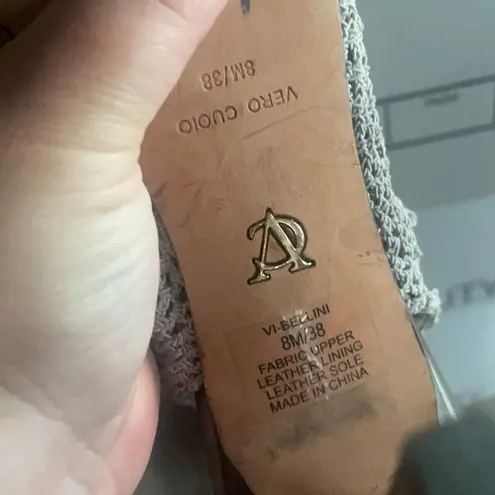 8M/38
VERO CUOIO
VI-BELLINI
8M/38
FABRIC UPPER
LEATHER LINING
LEATHER SOLE
MADE IN CHINA